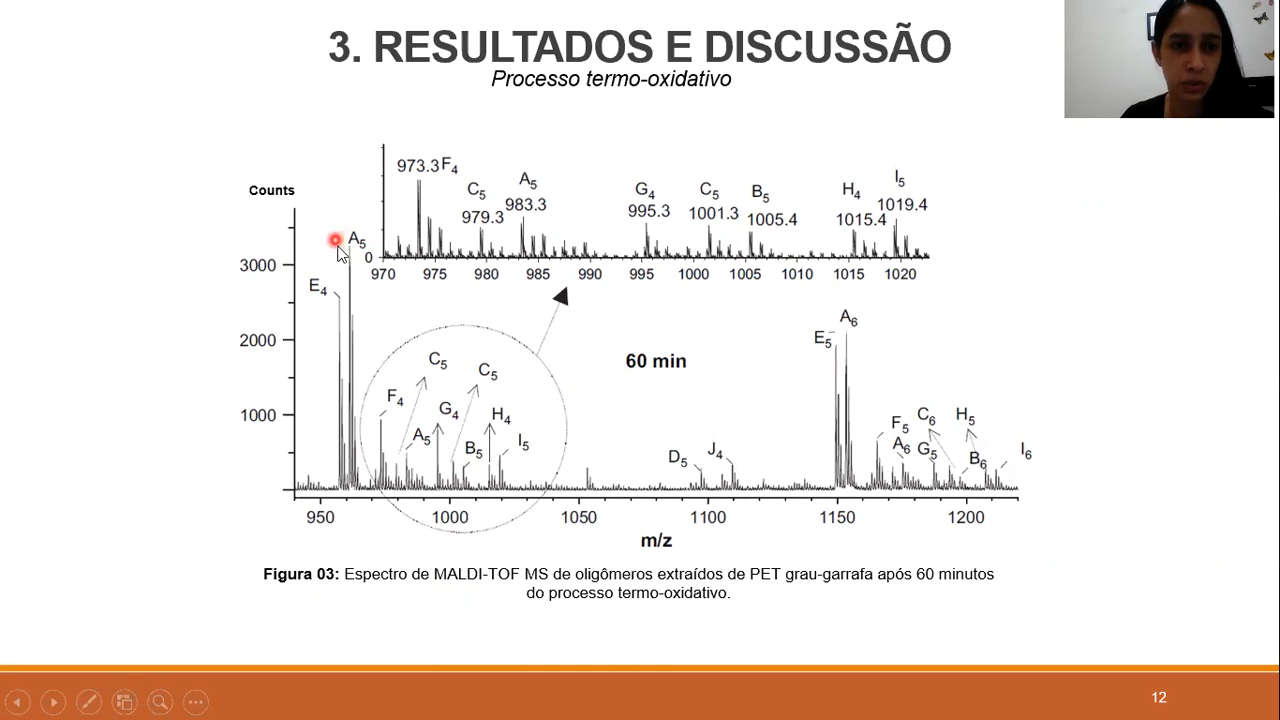 3. RESULTADOS E DISCUSSÃO
Processo termo-oxidativo
Counts
973.3 F4
C5
979.3
A5
983.3
G4
995.3
C5
1001.3
B5
1005.4
H4
1015.4
I5
1019.4
0
970 975 980 985 990 995 1000 1005 1010 1015 1020
3000
2000
1000
A5
E4
C5
C5
F4
G4
H4
A5
B5
I5
60 min
D5
J4
E5
A6
F5
C6
H5
A6
G5
B6
I6
950 1000 1050 1100 1150 1200
m/z
Figura 03: Espectro de MALDI-TOF MS de oligômeros extraídos de PET grau-garrafa após 60 minutos
do processo termo-oxidativo.
12